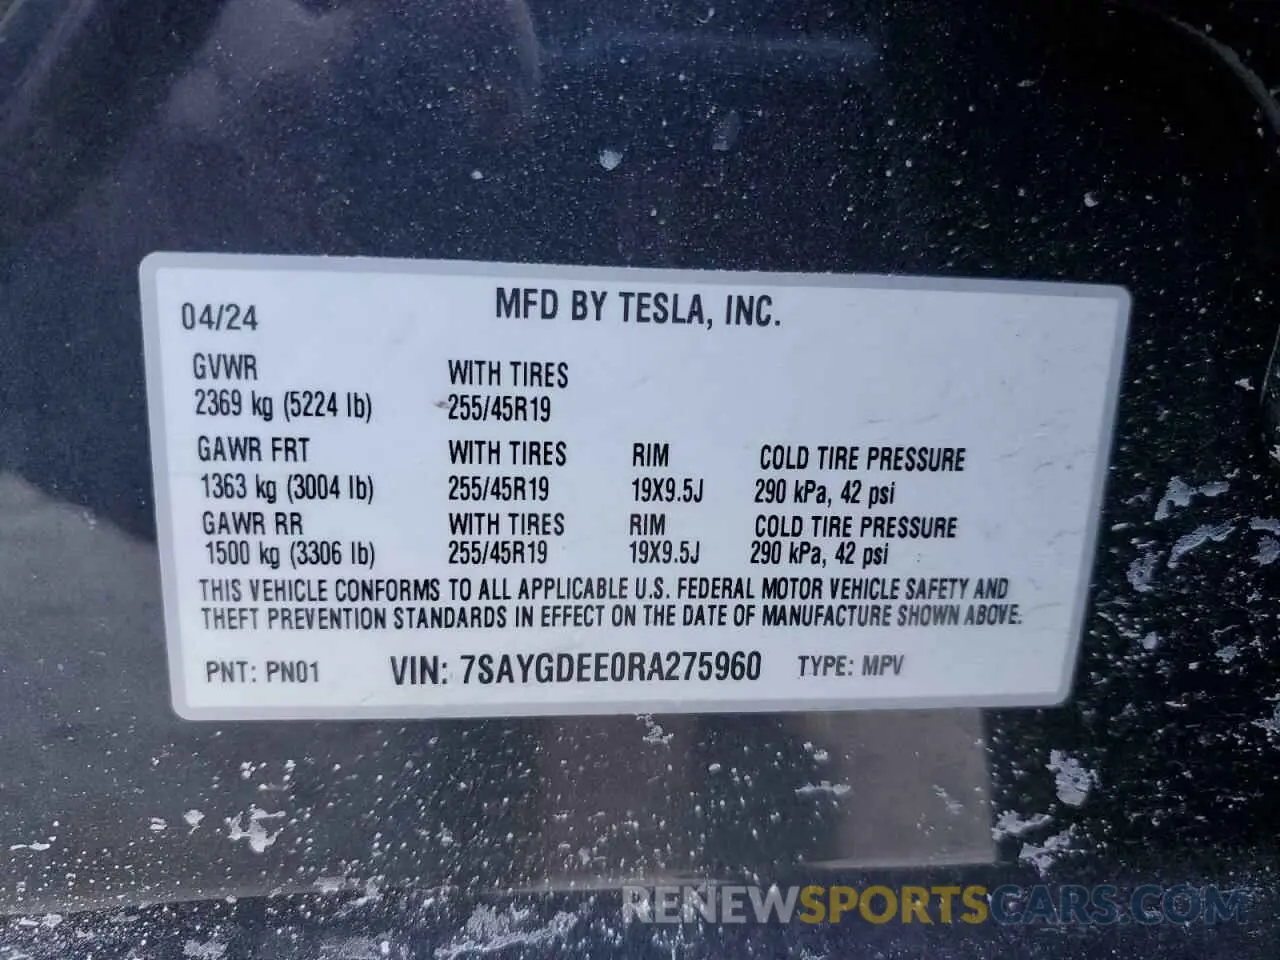 04/24 MFD BY TESLA, INC.
GVWR WITH TIRES
2369 kg (5224 lb) 255/45R19
GAWR FRT WITH TIRES RIM COLD TIRE PRESSURE
1363 kg (3004 lb) 255/45R19 19X9.5J 290 kPa, 42 psi
GAWR RR WITH TIRES RIM COLD TIRE PRESSURE
1500 kg (3306 lb) 255/45R19 19X9.5J 290 kPa, 42 psi
THIS VEHICLE CONFORMS TO ALL APPLICABLE U.S. FEDERAL MOTOR VEHICLE SAFETY AND
THEFT PREVENTION STANDARDS IN EFFECT ON THE DATE OF MANUFACTURE SHOWN ABOVE.
PNT: PN01 VIN: 7SAYGDEE0RA275960 TYPE: MPV
RENEWSPORTSCARS.COM